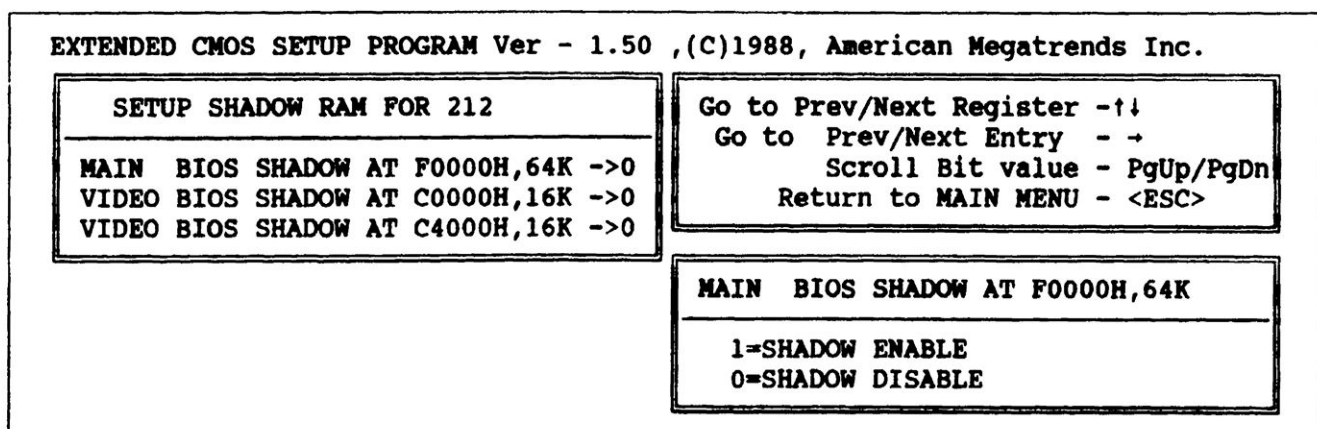 EXTENDED CMOS SETUP PROGRAM Ver - 1.50 ,(C)1988, American Megatrends Inc.
SETUP SHADOW RAM FOR 212
MAIN BIOS SHADOW AT F0000H,64K ->0
VIDEO BIOS SHADOW AT C0000H,16K ->0
VIDEO BIOS SHADOW AT C4000H,16K ->0
Go to Prev/Next Register -↑↓
Go to Prev/Next Entry - →
Scroll Bit value - PgUp/PgDn
Return to MAIN MENU - <ESC>
MAIN BIOS SHADOW AT F0000H,64K
1=SHADOW ENABLE
0=SHADOW DISABLE